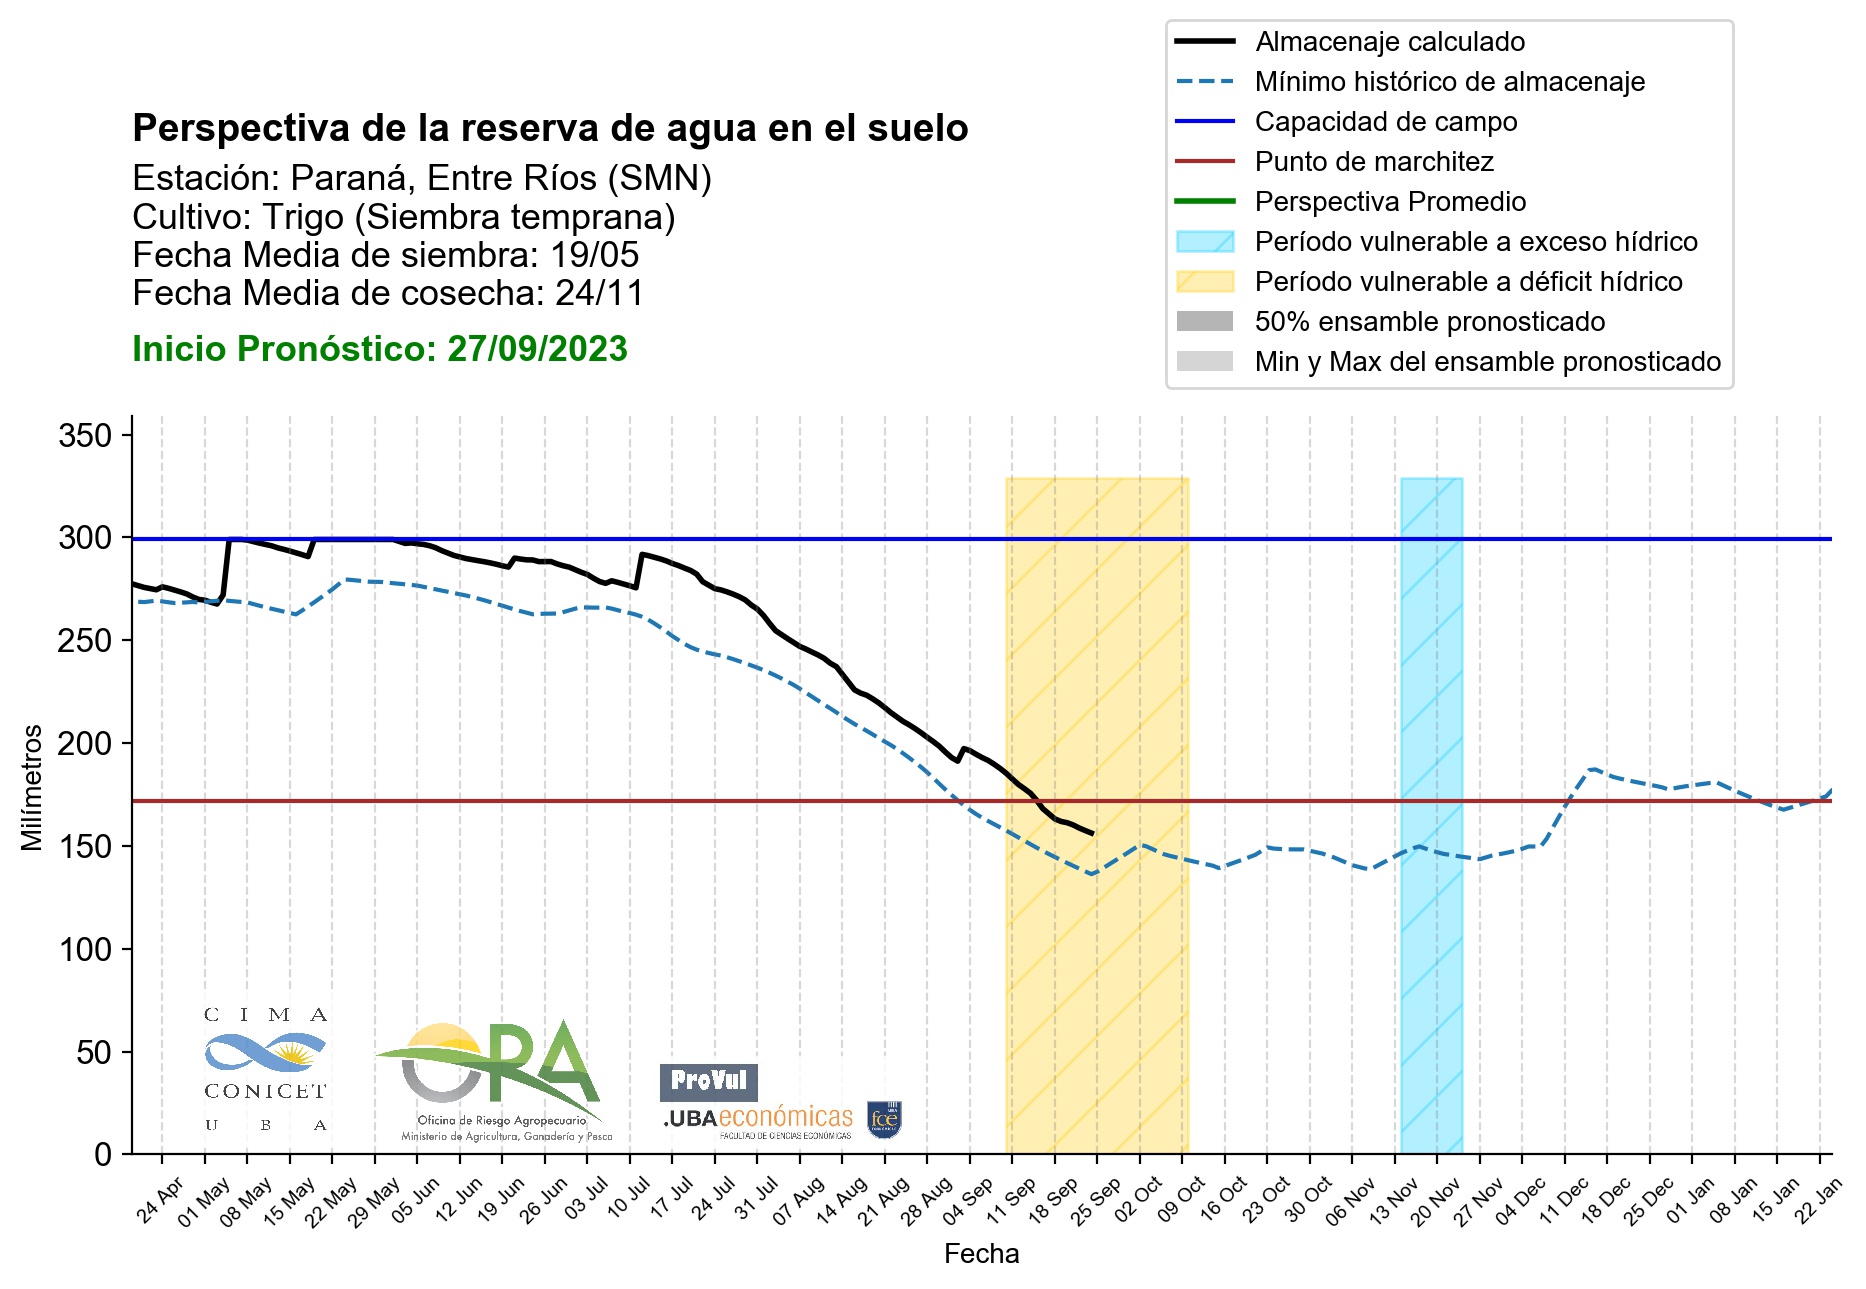 Almacenaje calculado
Mínimo histórico de almacenaje
Capacidad de campo
Punto de marchitez
Perspectiva Promedio
Período vulnerable a exceso hídrico
Período vulnerable a déficit hídrico
50% ensamble pronosticado
Min y Max del ensamble pronosticado
Perspectiva de la reserva de agua en el suelo
Estación: Paraná, Entre Ríos (SMN)
Cultivo: Trigo (Siembra temprana)
Fecha Media de siembra: 19/05
Fecha Media de cosecha: 24/11
Inicio Pronóstico: 27/09/2023
350
300
250
200
150
100
50
0
Milímetros
CIMA
CONICET
UBA
OPA
Oficina de Riesgo Agropecuario
Ministerio de Agricultura, Ganadería y Pesca
ProVul
.UBAeconómicas
FACULTAD DE CIENCIAS ECONÓMICAS
fce
24 Apr
01 May
08 May
15 May
22 May
29 May
05 Jun
12 Jun
19 Jun
26 Jun
03 Jul
10 Jul
17 Jul
24 Jul
31 Jul
07 Aug
14 Aug
21 Aug
28 Aug
04 Sep
11 Sep
18 Sep
25 Sep
02 Oct
09 Oct
16 Oct
23 Oct
30 Oct
06 Nov
13 Nov
20 Nov
27 Nov
04 Dec
11 Dec
18 Dec
25 Dec
01 Jan
08 Jan
15 Jan
22 Jan
Fecha